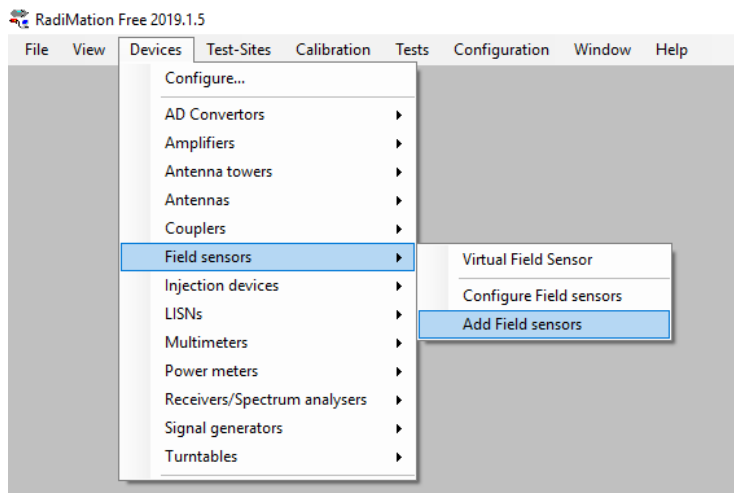 RadiMation Free 2019.1.5
File View Devices Test-Sites Calibration Tests Configuration Window Help
Configure...
AD Convertors
Amplifiers
Antenna towers
Antennas
Couplers
Field sensors
Virtual Field Sensor
Configure Field sensors
Add Field sensors
Injection devices
LISNs
Multimeters
Power meters
Receivers/Spectrum analysers
Signal generators
Turntables